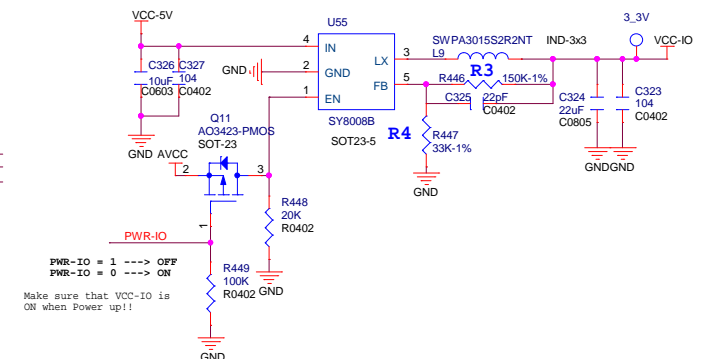 VCC-5V
U55
SWPA3015S2R2NT
IND-3x3
3_3V
VCC-IO
4
IN
LX
3
L9
C326
C327
10uF
104
C0603
C0402
GND
2
GND
R3
FB
5
R446
150K-1%
1
EN
C325
22pF
C0402
C324
22uF
C0805
C323
104
C0402
SY8008B
SOT23-5
R4
R447
33K-1%
Q11
AO3423-PMOS
SOT-23
GND
AVCC
2
3
GND
GND
GND
R448
20K
R0402
1
PWR-IO
PWR-IO = 1 ---> OFF
PWR-IO = 0 ---> ON
R449
100K
R0402
GND
Make sure that VCC-IO is
ON when Power up!!
GND